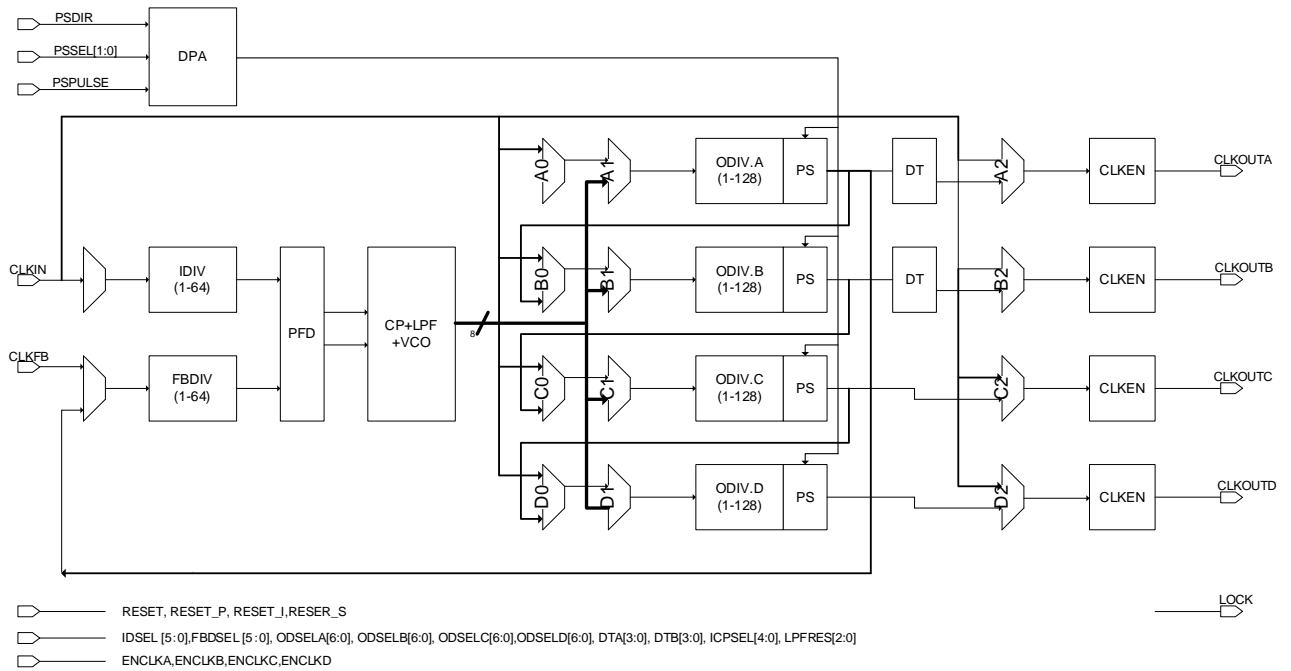 PSDIR
PSSEL[1:0]
PSPULSE
DPA
A0
A1
ODIV.A
(1-128)
PS
DT
A2
CLKEN
CLKOUTA
CLKIN
IDIV
(1-64)
B0
B1
ODIV.B
(1-128)
PS
DT
B2
CLKEN
CLKOUTB
PFD
CP+LPF
+VCO
8
CLKFB
FBDIV
(1-64)
C0
C1
ODIV.C
(1-128)
PS
C2
CLKEN
CLKOUTC
D0
D1
ODIV.D
(1-128)
PS
D2
CLKEN
CLKOUTD
RESET, RESET_P, RESET_I,RESER_S
LOCK
IDSEL [5:0],FBDSEL [5:0], ODSELA[6:0], ODSELB[6:0], ODSELC[6:0],ODSELD[6:0], DTA[3:0], DTB[3:0], ICPSEL[4:0], LPFRES[2:0]
ENCLKA,ENCLKB,ENCLKC,ENCLKD